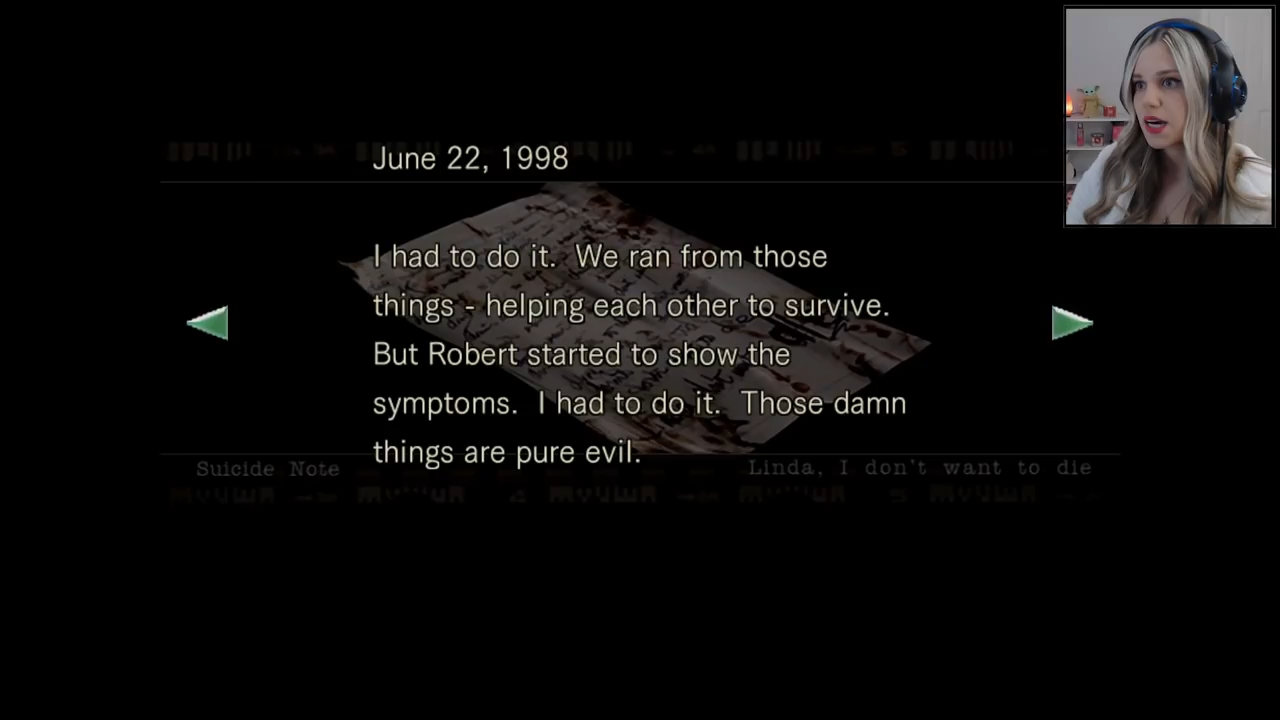 June 22, 1998
I had to do it. We ran from those
things - helping each other to survive.
But Robert started to show the
symptoms. I had to do it. Those damn
things are pure evil.
Suicide Note
Linda, I don't want to die